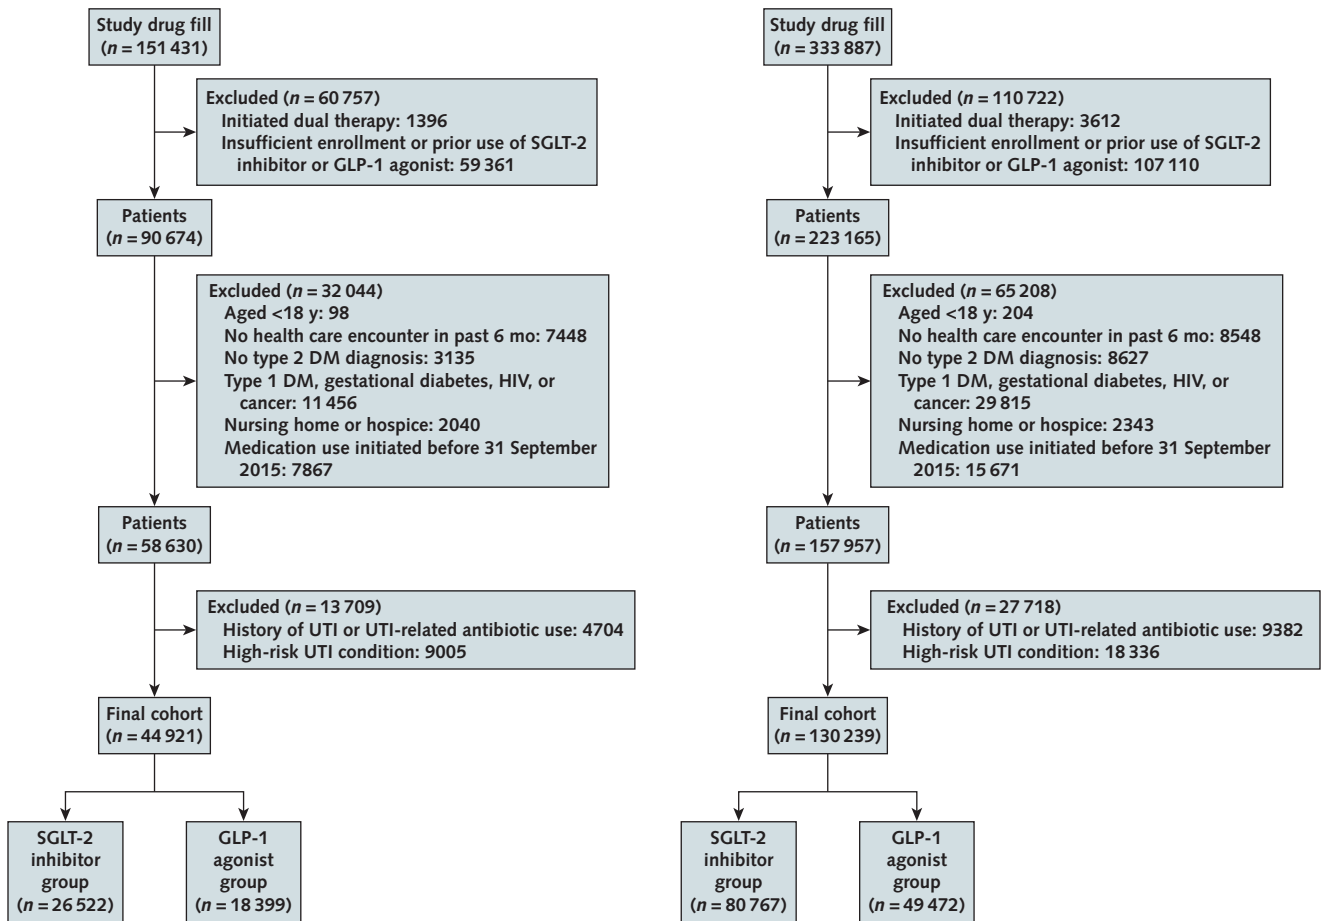 Study drug fill
(n = 151 431)
Excluded (n = 60 757)
Initiated dual therapy: 1396
Insufficient enrollment or prior use of SGLT-2
inhibitor or GLP-1 agonist: 59 361
Patients
(n = 90 674)
Excluded (n = 32 044)
Aged <18 y: 98
No health care encounter in past 6 mo: 7448
No type 2 DM diagnosis: 3135
Type 1 DM, gestational diabetes, HIV, or
cancer: 11 456
Nursing home or hospice: 2040
Medication use initiated before 31 September
2015: 7867
Patients
(n = 58 630)
Excluded (n = 13 709)
History of UTI or UTI-related antibiotic use: 4704
High-risk UTI condition: 9005
Final cohort
(n = 44 921)
SGLT-2
inhibitor
group
(n = 26 522)
GLP-1
agonist
group
(n = 18 399)
Study drug fill
(n = 333 887)
Excluded (n = 110 722)
Initiated dual therapy: 3612
Insufficient enrollment or prior use of SGLT-2
inhibitor or GLP-1 agonist: 107 110
Patients
(n = 223 165)
Excluded (n = 65 208)
Aged <18 y: 204
No health care encounter in past 6 mo: 8548
No type 2 DM diagnosis: 8627
Type 1 DM, gestational diabetes, HIV, or
cancer: 29 815
Nursing home or hospice: 2343
Medication use initiated before 31 September
2015: 15 671
Patients
(n = 157 957)
Excluded (n = 27 718)
History of UTI or UTI-related antibiotic use: 9382
High-risk UTI condition: 18 336
Final cohort
(n = 130 239)
SGLT-2
inhibitor
group
(n = 80 767)
GLP-1
agonist
group
(n = 49 472)